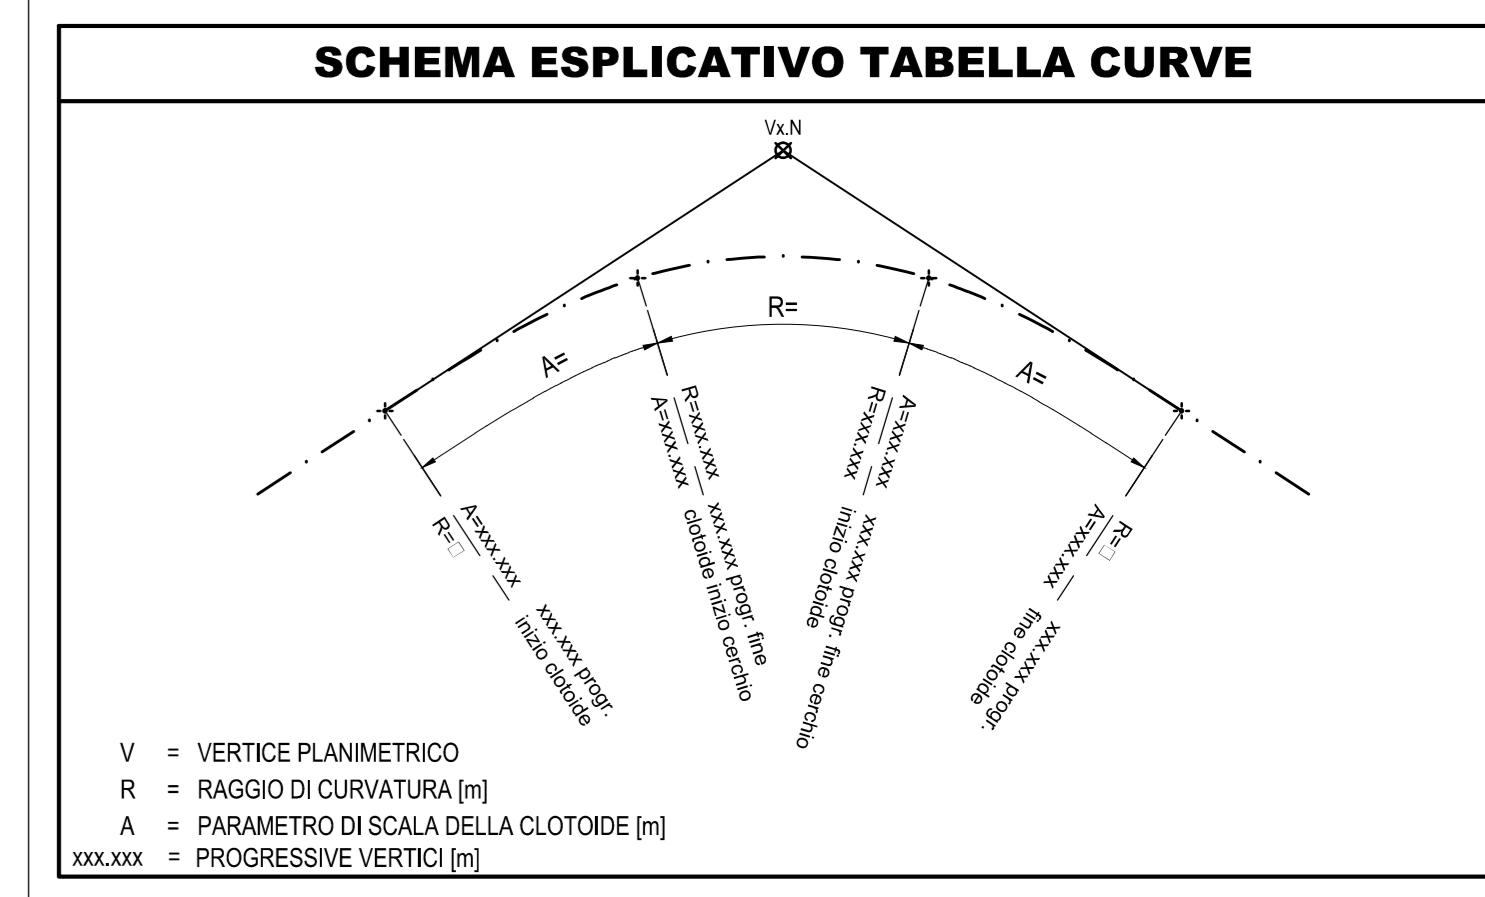 SCHEMA ESPLICATIVO TABELLA CURVE
Vx.N
R=
A=
A=
A=xxx.xxx
R=□
xxx.xxx progr.
inizio clotoide
R=xxx.xxx
A=xxx.xxx
xxx.xxx progr. fine
clotoide inizio cerchio
A=xxx.xxx
R=xxx.xxx
xxx.xxx progr. fine cerchio
inizio clotoide
R=□
A=xxx.xxx
xxx.xxx progr.
fine clotoide
V = VERTICE PLANIMETRICO
R = RAGGIO DI CURVATURA [m]
A = PARAMETRO DI SCALA DELLA CLOTOIDE [m]
xxx.xxx = PROGRESSIVE VERTICI [m]